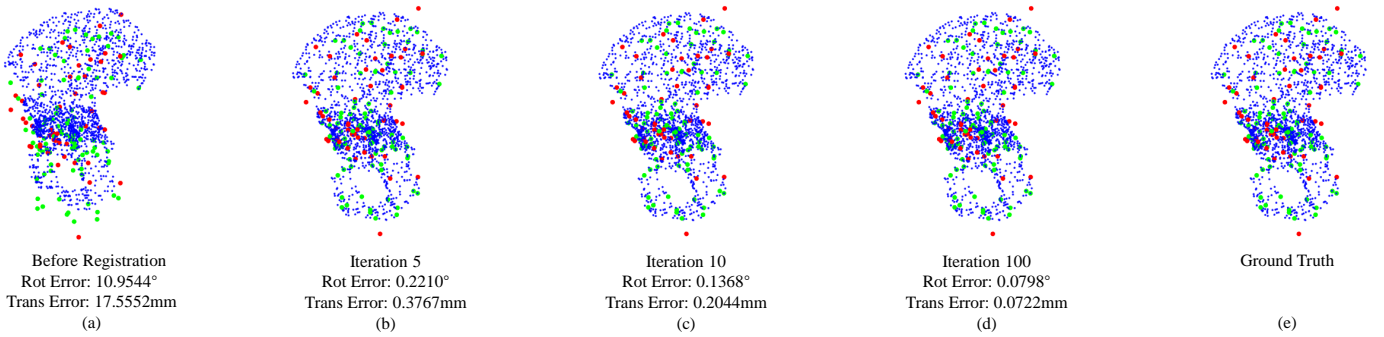 Before Registration
Rot Error: 10.9544°
Trans Error: 17.5552mm
(a)
Iteration 5
Rot Error: 0.2210°
Trans Error: 0.3767mm
(b)
Iteration 10
Rot Error: 0.1368°
Trans Error: 0.2044mm
(c)
Iteration 100
Rot Error: 0.0798°
Trans Error: 0.0722mm
(d)
Ground Truth
(e)